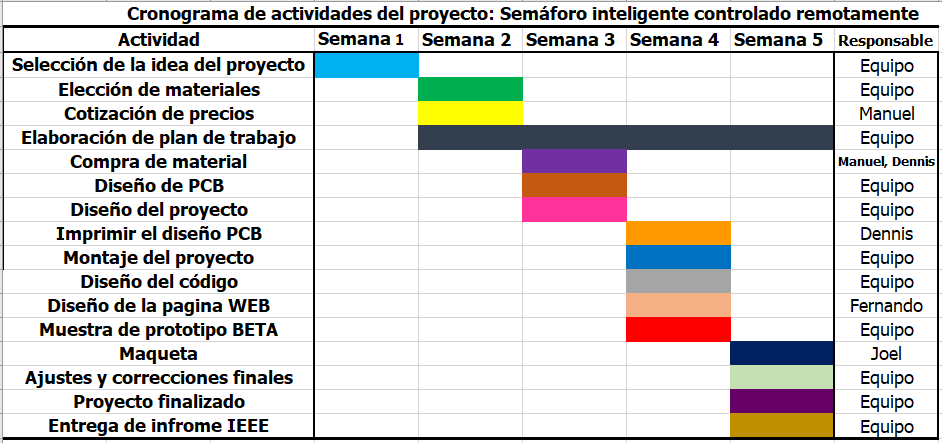 Cronograma de actividades del proyecto: Semáforo inteligente controlado remotamente
Actividad Semana 1 Semana 2 Semana 3 Semana 4 Semana 5 Responsable
Selección de la idea del proyecto Equipo
Elección de materiales Equipo
Cotización de precios Manuel
Elaboración de plan de trabajo Equipo
Compra de material Manuel, Dennis
Diseño de PCB Equipo
Diseño del proyecto Equipo
Imprimir el diseño PCB Dennis
Montaje del proyecto Equipo
Diseño del código Equipo
Diseño de la pagina WEB Fernando
Muestra de prototipo BETA Equipo
Maqueta Joel
Ajustes y correcciones finales Equipo
Proyecto finalizado Equipo
Entrega de infrome IEEE Equipo